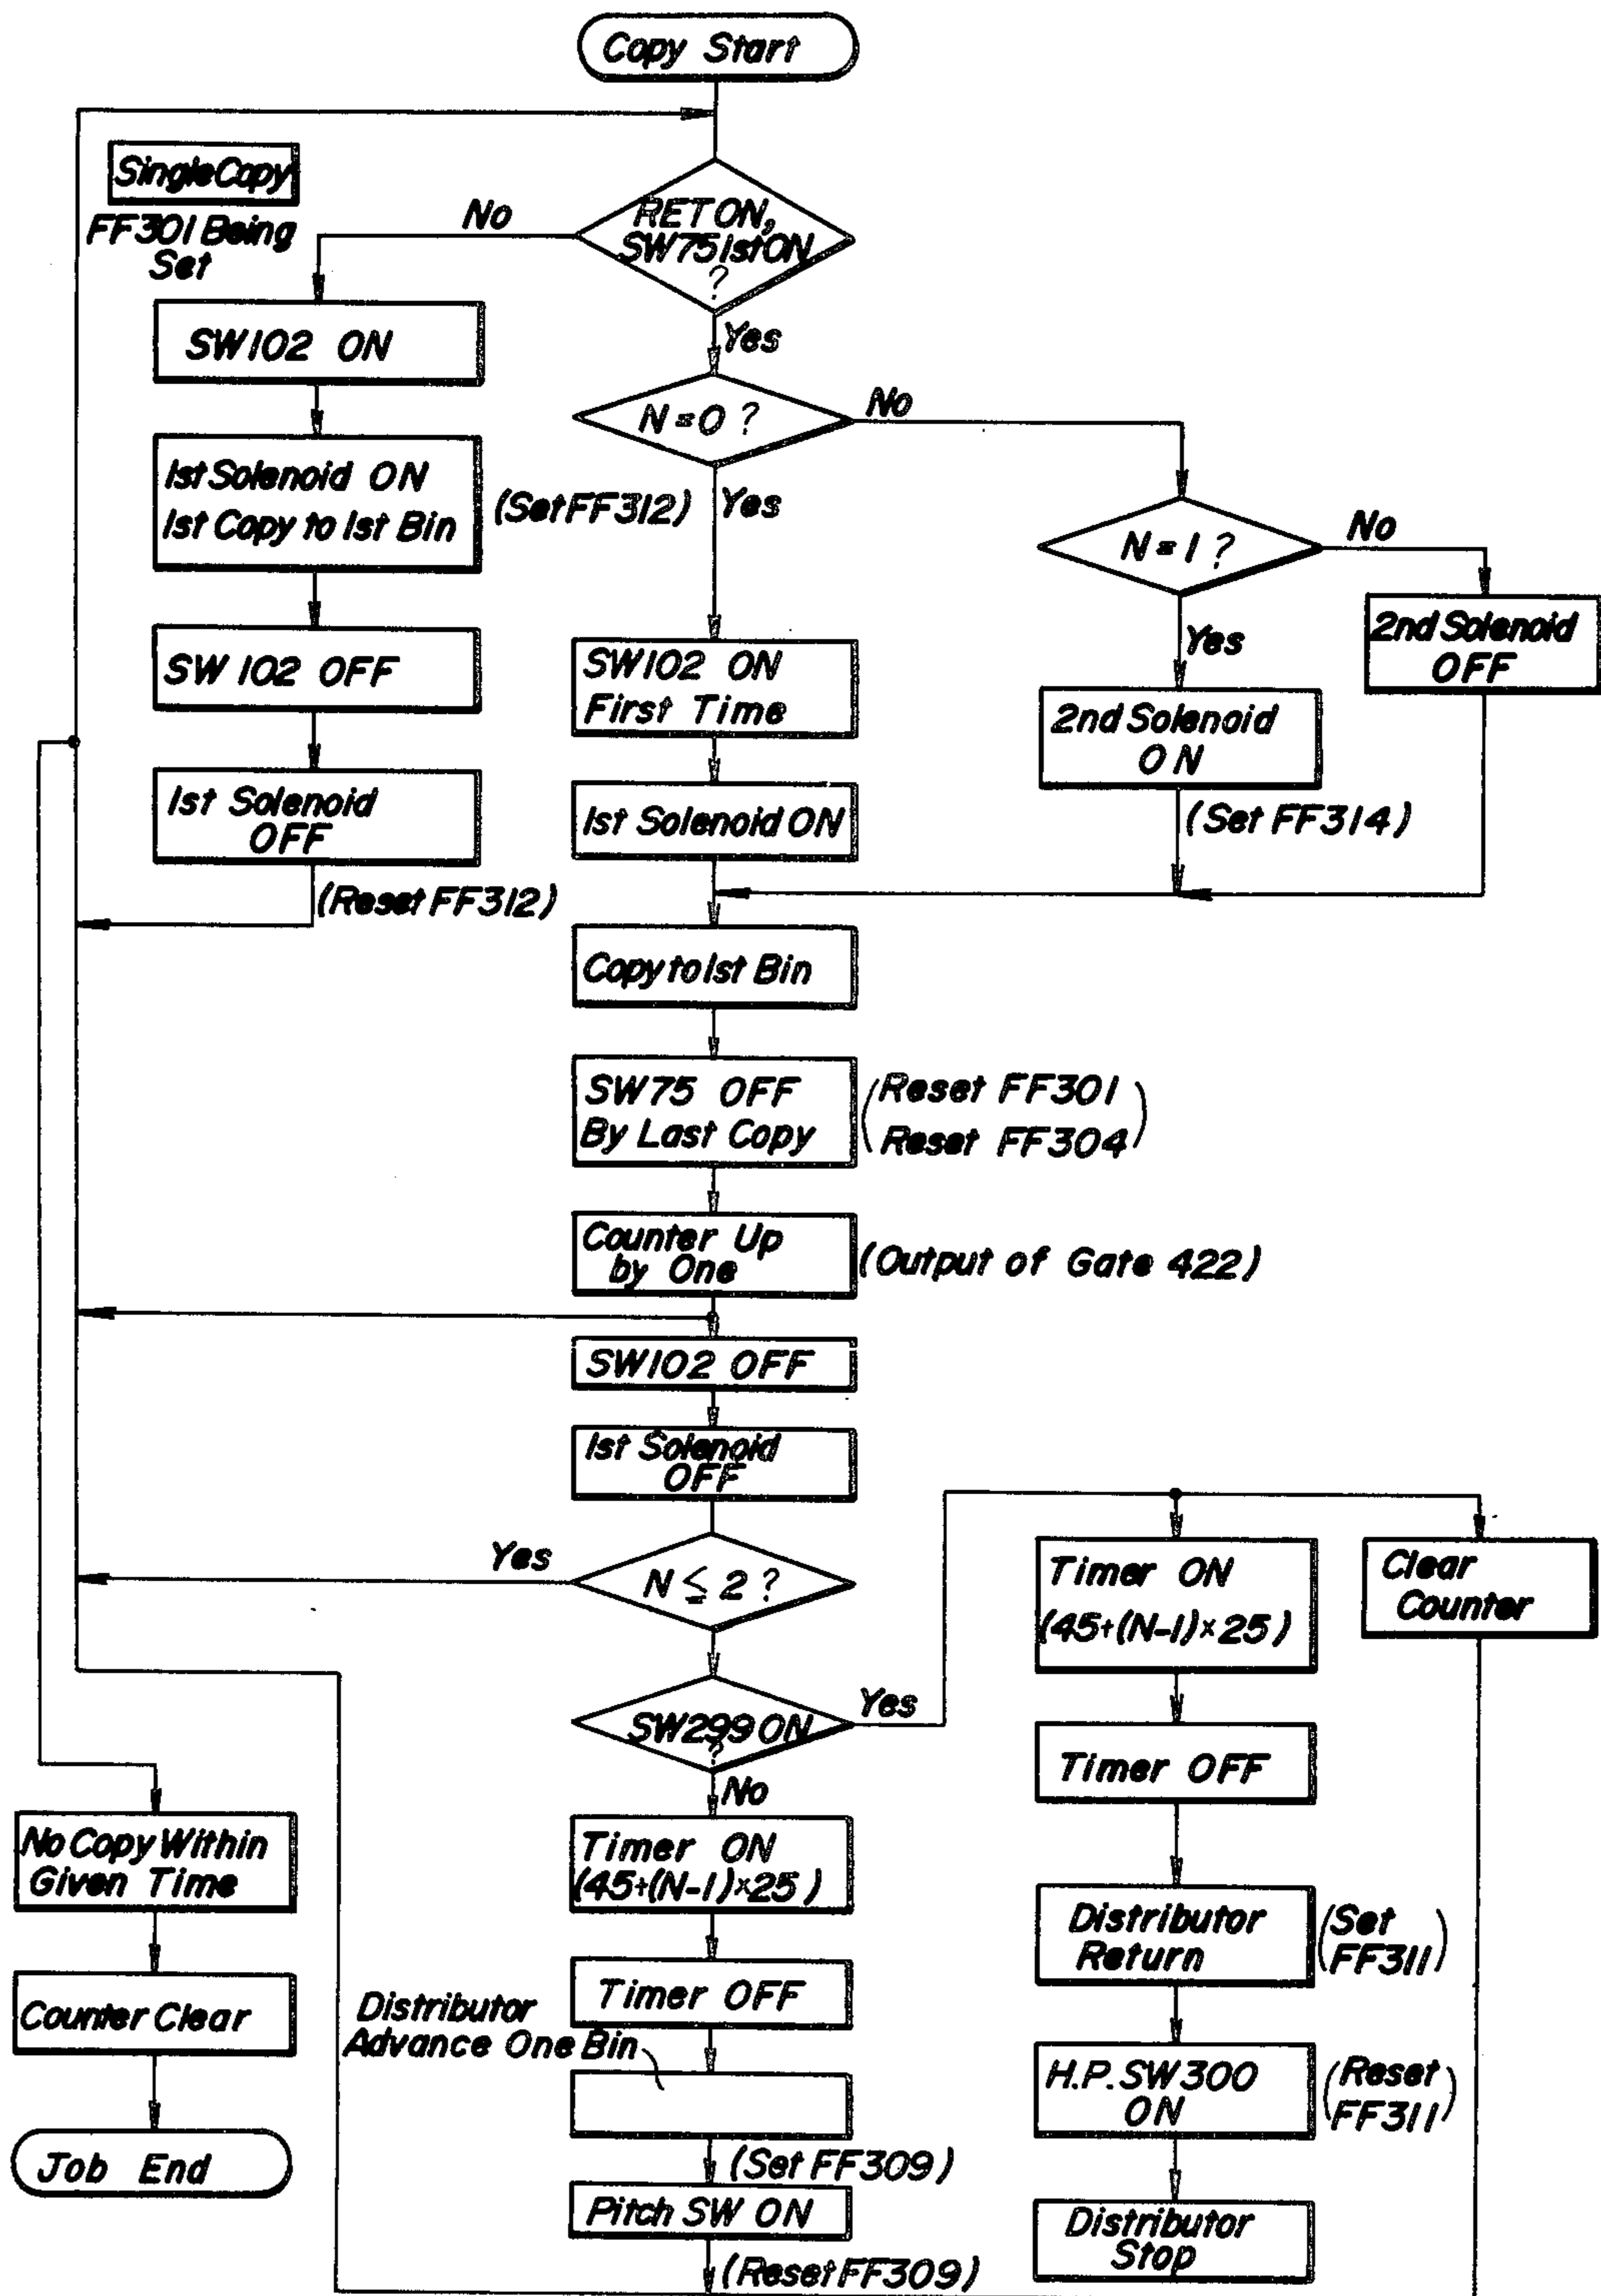 Copy Start
Single Copy
FF301 Being
Set
No
RET ON,
SW75 1st ON
?
Yes
SW102 ON
N=0 ?
No
1st Solenoid ON
1st Copy to 1st Bin
(Set FF312)
Yes
N=1 ?
No
SW102 OFF
SW102 ON
First Time
Yes
2nd Solenoid
OFF
2nd Solenoid
ON
1st Solenoid
OFF
1st Solenoid ON
(Set FF314)
(Reset FF312)
Copy to 1st Bin
SW75 OFF
By Last Copy
(Reset FF301
Reset FF304)
Counter Up
by One
(Output of Gate 422)
SW102 OFF
1st Solenoid
OFF
Yes
N ≤ 2 ?
Timer ON
(45+(N-1)×25)
Clear
Counter
SW299 ON
?
Yes
No
Timer OFF
No Copy Within
Given Time
Timer ON
(45+(N-1)×25)
Distributor
Return
(Set
FF311)
Counter Clear
Timer OFF
Distributor
Advance One Bin
H.P. SW300
ON
(Reset
FF311)
Job End
(Set FF309)
Pitch SW ON
Distributor
Stop
(Reset FF309)